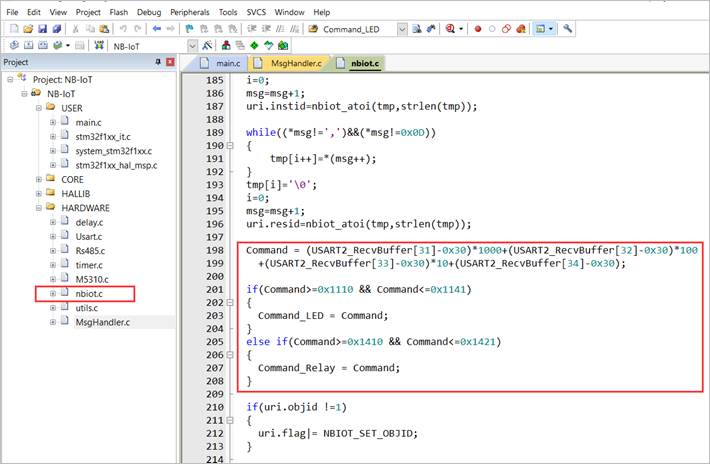 File Edit View Project Flash Debug Peripherals Tools SVCS Window Help
Command_LED
NB-IoT
Project
Project: NB-IoT
NB-IoT
USER
main.c
stm32f1xx_it.c
system_stm32f1xx.c
stm32f1xx_hal_msp.c
CORE
HALLIB
HARDWARE
delay.c
Usart.c
Rs485.c
timer.c
M5310.c
nbiot.c
utils.c
MsgHandler.c
main.c MsgHandler.c nbiot.c
185 i=0;
186 msg=msg+1;
187 uri.instid=nbiot_atoi(tmp,strlen(tmp));
188
189 while((*msg!=',')&&(*msg!=0x0D))
190 {
191 tmp[i++]=*(msg++);
192 }
193 tmp[i]='\0';
194 i=0;
195 msg=msg+1;
196 uri.resid=nbiot_atoi(tmp,strlen(tmp));
197
198 Command = (USART2_RecvBuffer[31]-0x30)*1000+(USART2_RecvBuffer[32]-0x30)*100
199 +(USART2_RecvBuffer[33]-0x30)*10+(USART2_RecvBuffer[34]-0x30);
200
201 if(Command>=0x1110 && Command<=0x1141)
202 {
203 Command_LED = Command;
204 }
205 else if(Command>=0x1410 && Command<=0x1421)
206 {
207 Command_Relay = Command;
208 }
209
210 if(uri.objid !=1)
211 {
212 uri.flag|= NBIOT_SET_OBJID;
213 }
214